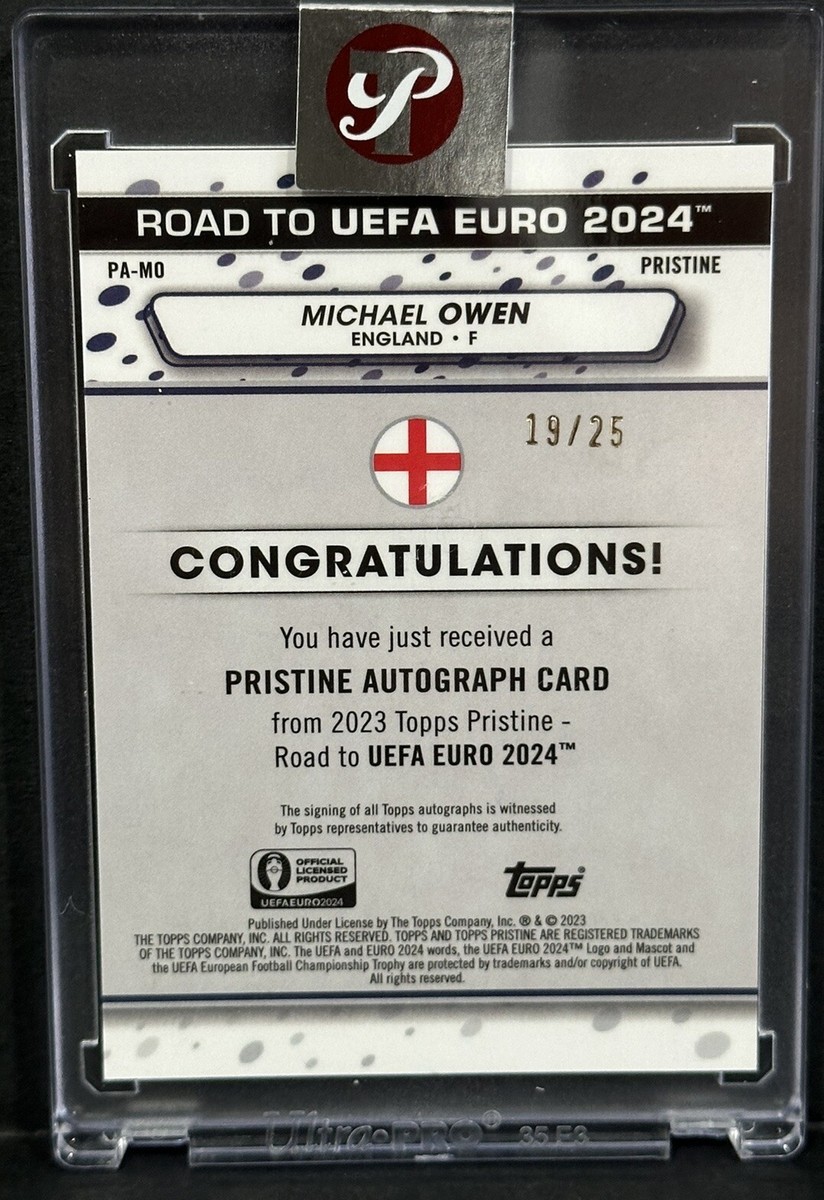 P
ROAD TO UEFA EURO 2024™
PA-MO
PRISTINE
MICHAEL OWEN
ENGLAND • F
19/25
CONGRATULATIONS!
You have just received a
PRISTINE AUTOGRAPH CARD
from 2023 Topps Pristine -
Road to UEFA EURO 2024™
The signing of all Topps autographs is witnessed
by Topps representatives to guarantee authenticity.
OFFICIAL
LICENSED
PRODUCT
UEFAEURO2024
topps®
Published Under License by The Topps Company, Inc. ® & © 2023
THE TOPPS COMPANY, INC. ALL RIGHTS RESERVED. TOPPS AND TOPPS PRISTINE ARE REGISTERED TRADEMARKS
OF THE TOPPS COMPANY, INC. The UEFA and EURO 2024 words, the UEFA EURO 2024™ Logo and Mascot and
the UEFA European Football Championship Trophy are protected by trademarks and/or copyright of UEFA.
All rights reserved.
Ultra•PRO® 35 E3